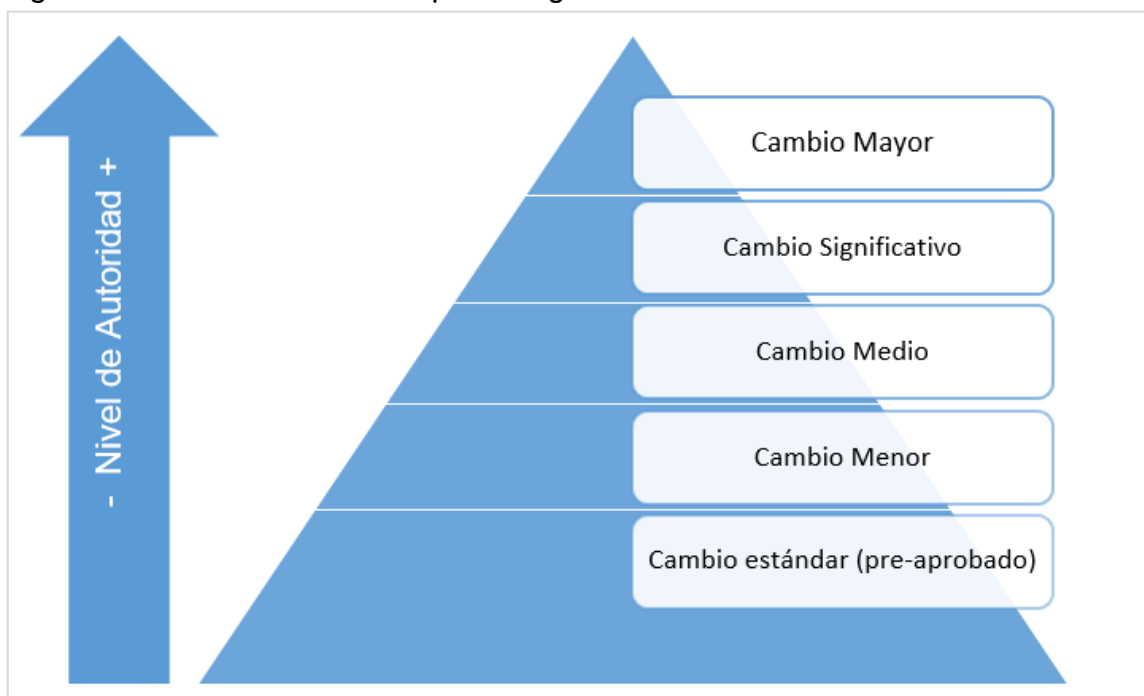 - Nivel de Autoridad +
Cambio Mayor
Cambio Significativo
Cambio Medio
Cambio Menor
Cambio estándar (pre-aprobado)